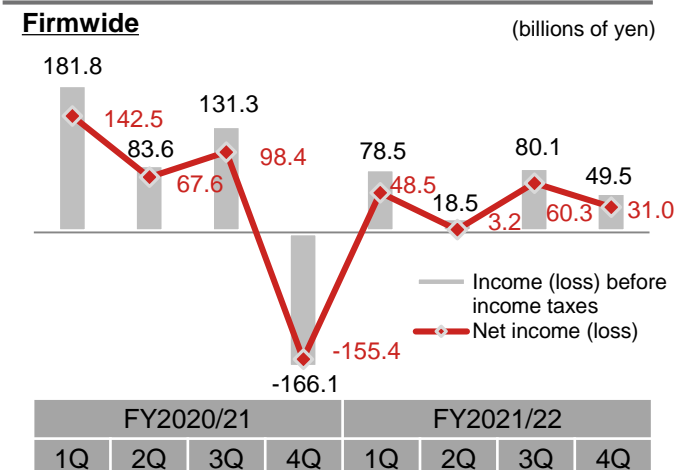 Firmwide
(billions of yen)
181.8
142.5
83.6
67.6
131.3
98.4
-155.4
-166.1
78.5
48.5
18.5
3.2
80.1
60.3
49.5
31.0
Income (loss) before
income taxes
Net income (loss)
FY2020/21 FY2021/22
1Q 2Q 3Q 4Q 1Q 2Q 3Q 4Q